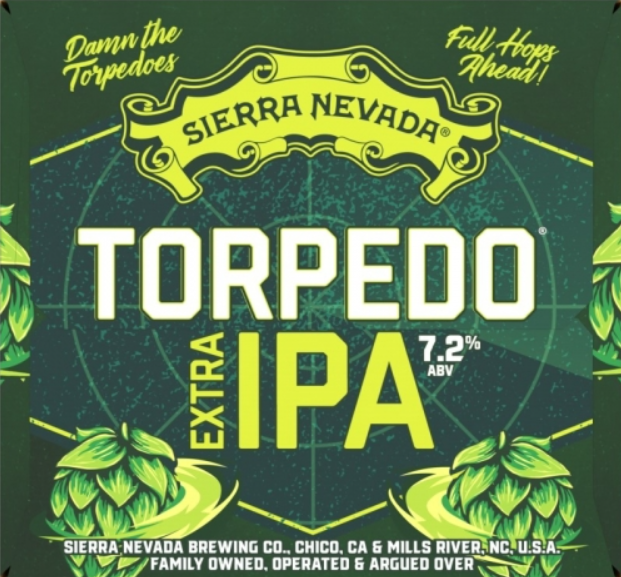 Damn the
Torpedoes
Full Hops
Ahead!
SIERRA NEVADA®
TORPEDO®
EXTRA
IPA
7.2%
ABV
SIERRA NEVADA BREWING CO., CHICO, CA & MILLS RIVER, NC, U.S.A.
FAMILY OWNED, OPERATED & ARGUED OVER